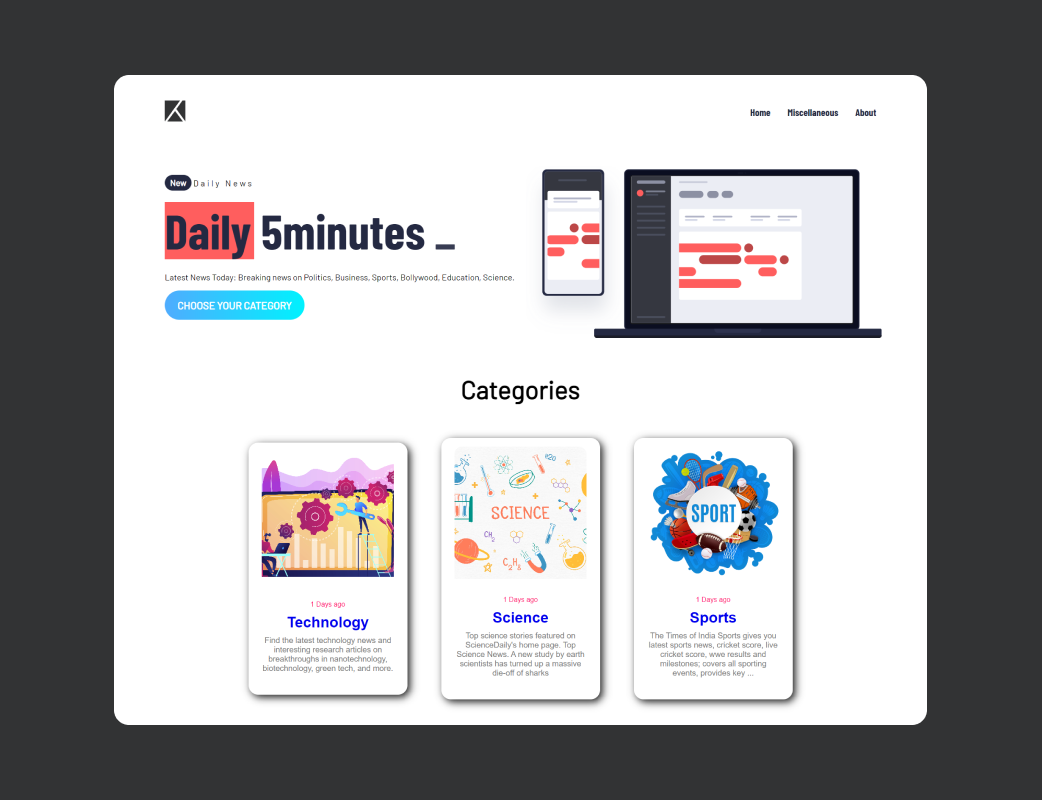 Home Miscellaneous About
New Daily News
Daily 5minutes _
Latest News Today: Breaking news on Politics, Business, Sports, Bollywood, Education, Science.
CHOOSE YOUR CATEGORY
Categories
1 Days ago
Technology
Find the latest technology news and
interesting research articles on
breakthroughs in nanotechnology,
biotechnology, green tech, and more.
H2O
SCIENCE
CH
C2H8
1 Days ago
Science
Top science stories featured on
ScienceDaily's home page. Top
Science News. A new study by earth
scientists has turned up a massive
die-off of sharks
SPORT
1 Days ago
Sports
The Times of India Sports gives you
latest sports news, cricket score, live
cricket score, wwe results and
milestones; covers all sporting
events, provides key ...